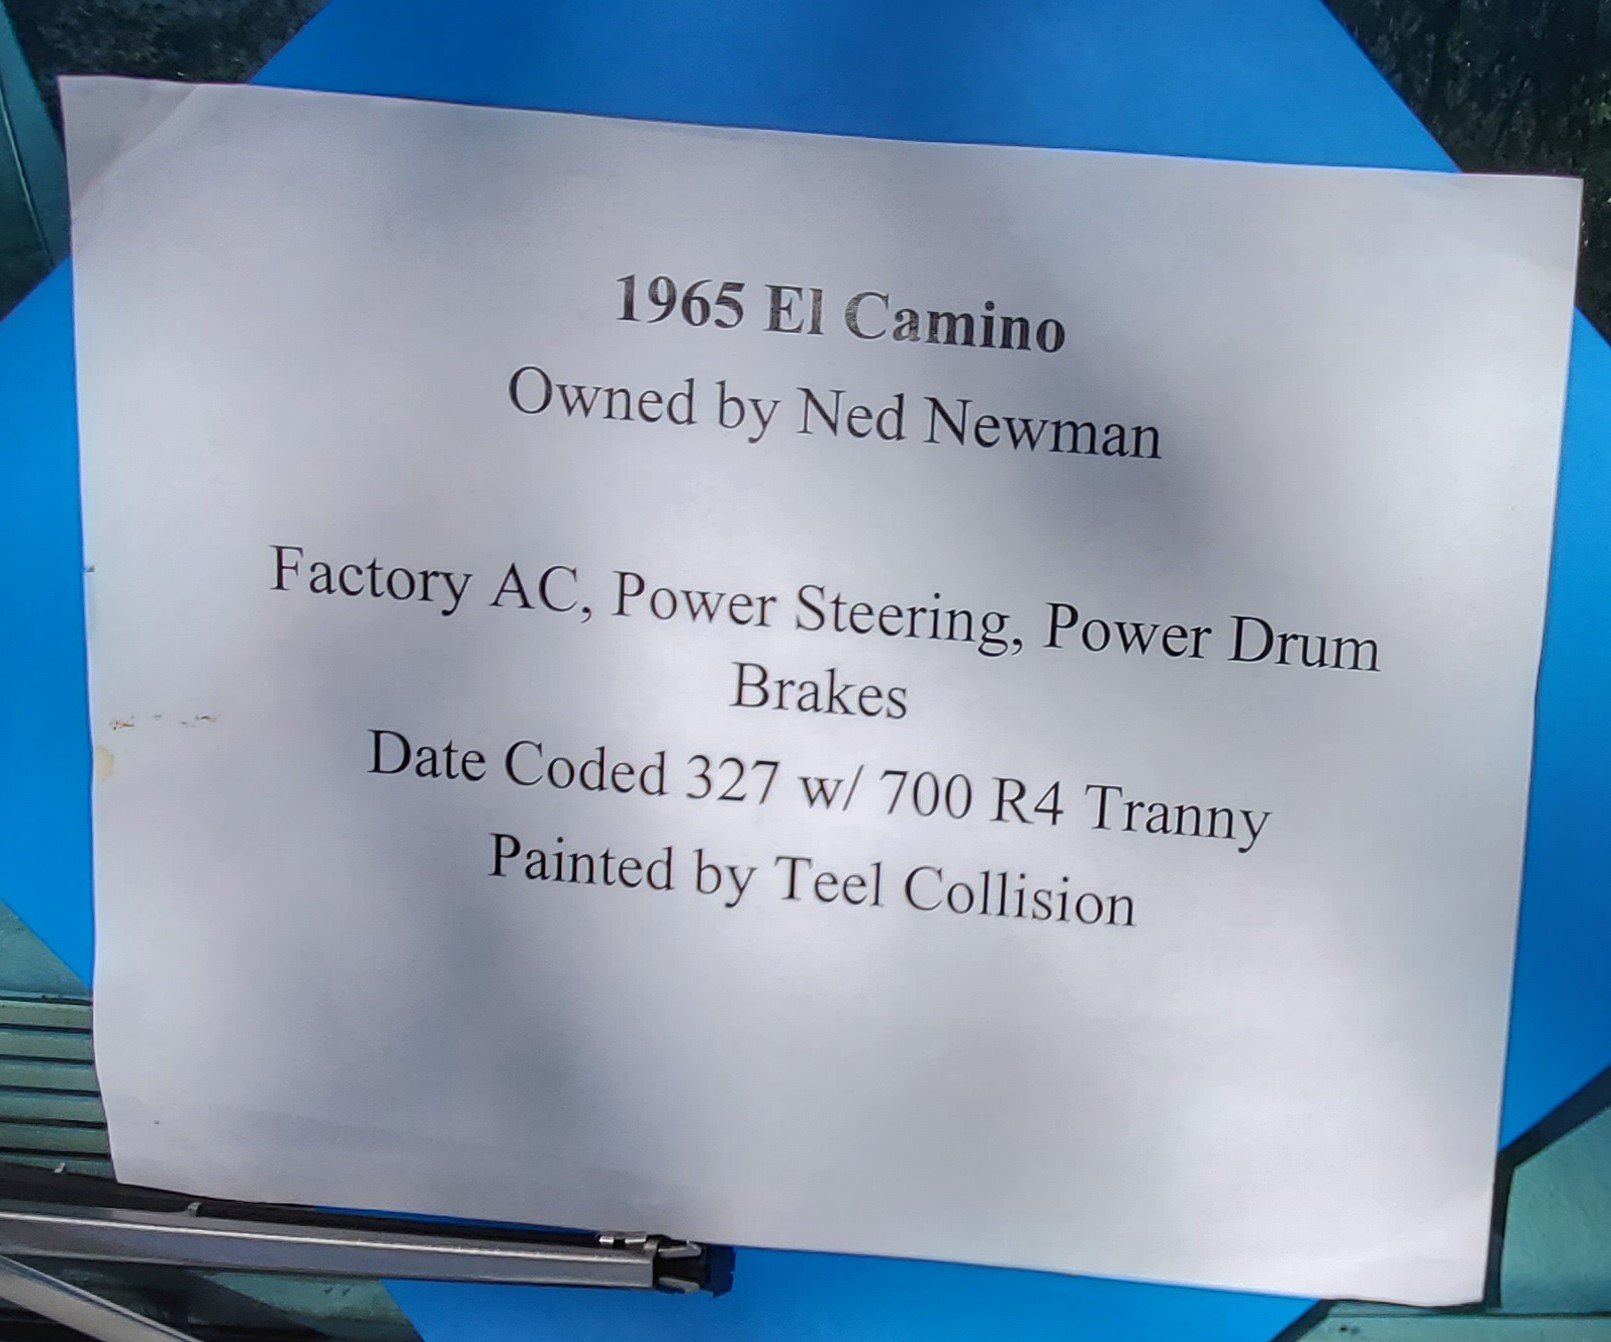 1965 El Camino
Owned by Ned Newman
Factory AC, Power Steering, Power Drum
Brakes
Date Coded 327 w/ 700 R4 Tranny
Painted by Teel Collision